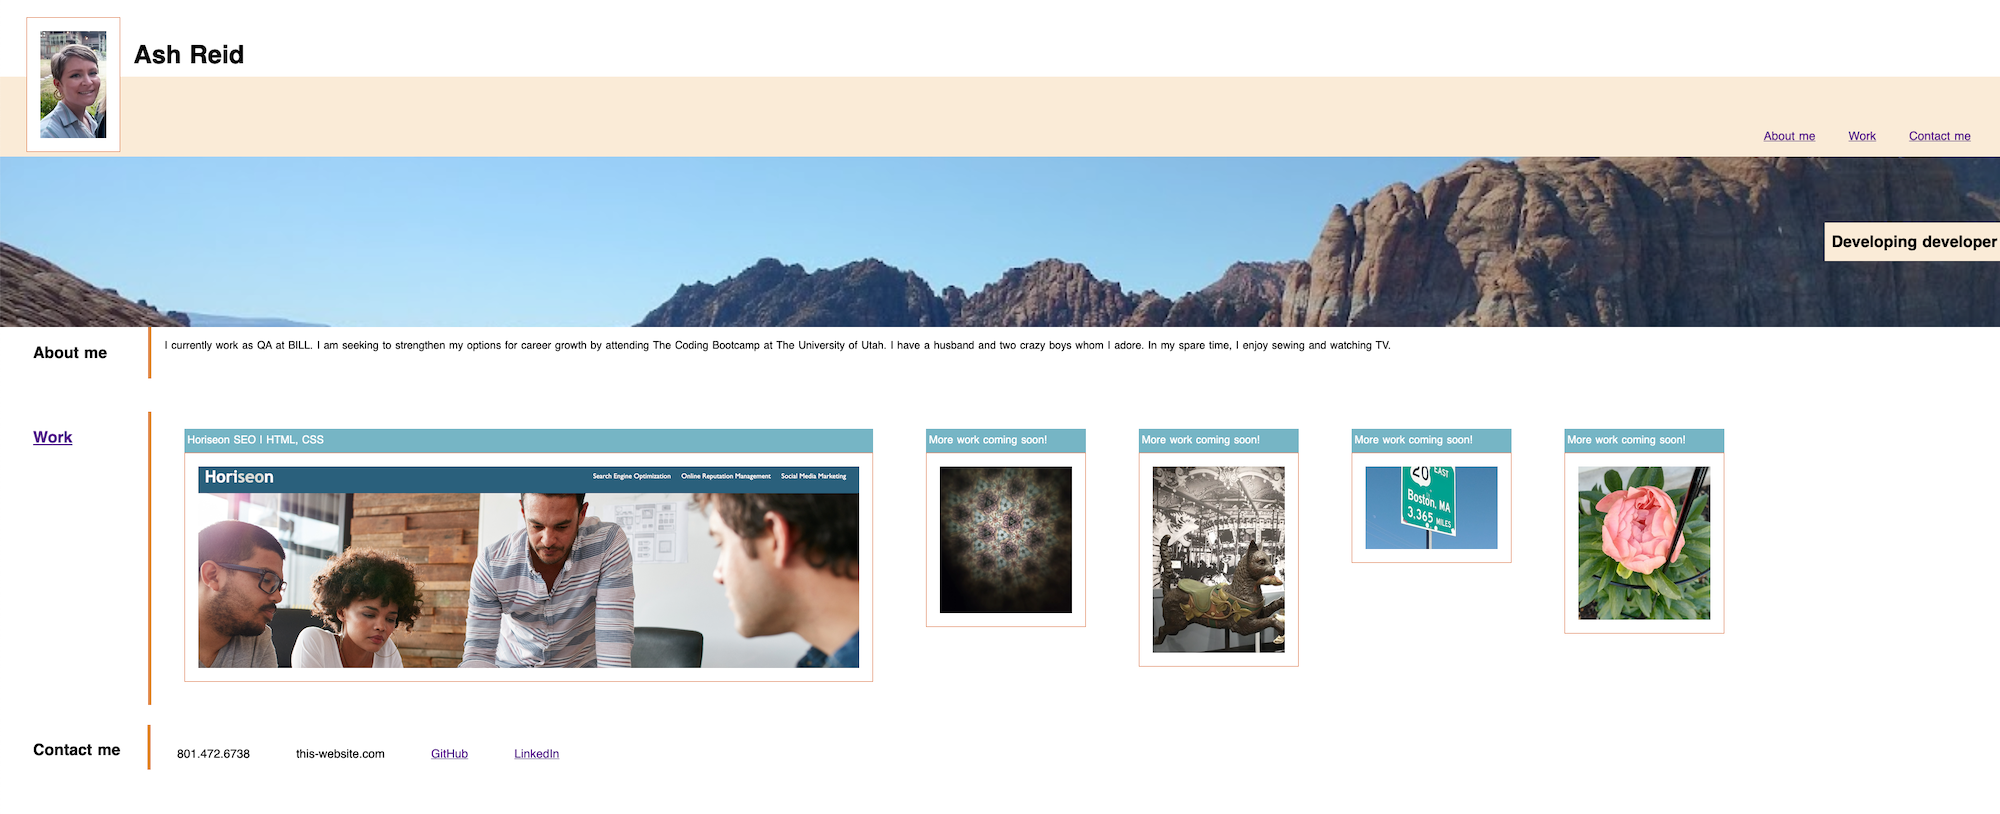 Ash Reid
About me
Work
Contact me
Developing developer
About me
I currently work as QA at BILL. I am seeking to strengthen my options for career growth by attending The Coding Bootcamp at The University of Utah. I have a husband and two crazy boys whom I adore. In my spare time, I enjoy sewing and watching TV.
Work
Horiseon SEO | HTML, CSS
Horiseon
Search Engine Optimization
Online Reputation Management
Social Media Marketing
More work coming soon!
More work coming soon!
More work coming soon!
20 EAST
Boston, MA
3,365 MILES
More work coming soon!
Contact me
801.472.6738
this-website.com
GitHub
LinkedIn